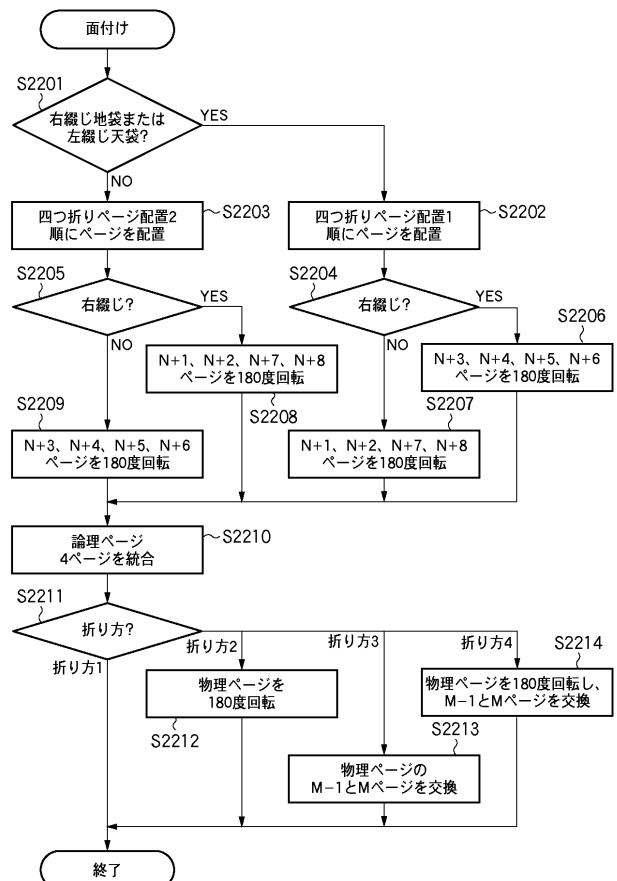 面付け
S2201
右綴じ地袋または
左綴じ天袋?
YES
NO
四つ折りページ配置2
順にページを配置
S2203
四つ折りページ配置1
順にページを配置
S2202
S2205
右綴じ?
YES
NO
S2204
右綴じ?
YES
NO
N+1、N+2、N+7、N+8
ページを180度回転
S2208
S2206
N+3、N+4、N+5、N+6
ページを180度回転
S2209
N+3、N+4、N+5、N+6
ページを180度回転
S2207
N+1、N+2、N+7、N+8
ページを180度回転
論理ページ
4ページを統合
S2210
S2211
折り方?
折り方1
折り方2
折り方3
折り方4
物理ページを
180度回転
S2212
S2214
物理ページを180度回転し、
M−1とMページを交換
S2213
物理ページの
M−1とMページを交換
終了